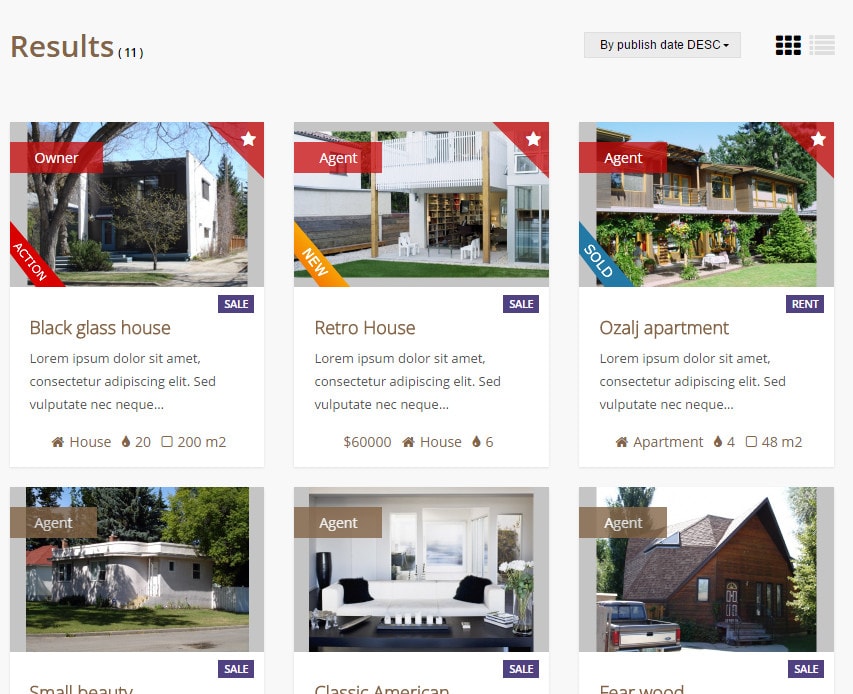 Results ( 11 )
By publish date DESC
Owner
ACTION
SALE
Black glass house
Lorem ipsum dolor sit amet,
consectetur adipiscing elit. Sed
vulputate nec neque...
House 20 200 m2
Agent
NEW
SALE
Retro House
Lorem ipsum dolor sit amet,
consectetur adipiscing elit. Sed
vulputate nec neque...
$60000 House 6
Agent
SOLD
RENT
Ozalj apartment
Lorem ipsum dolor sit amet,
consectetur adipiscing elit. Sed
vulputate nec neque...
Apartment 4 48 m2
Agent
SALE
Small beauty
Agent
SALE
Classic American
Agent
SALE
Fear wood